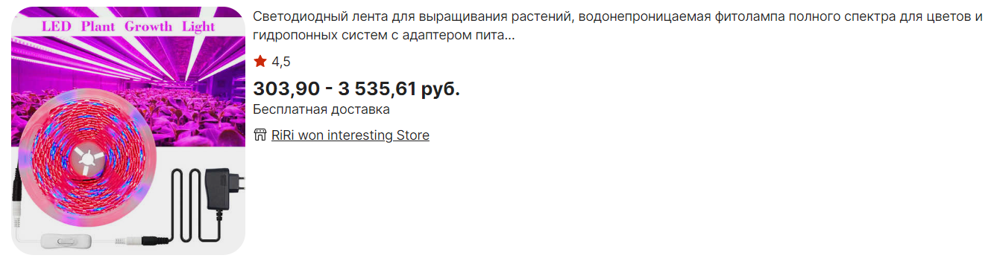 LED Plant Growth Light
Светодиодный лента для выращивания растений, водонепроницаемая фитолампа полного спектра для цветов и
гидропонных систем с адаптером пита...
4,5
303,90 - 3 535,61 руб.
Бесплатная доставка
RiRi won interesting Store